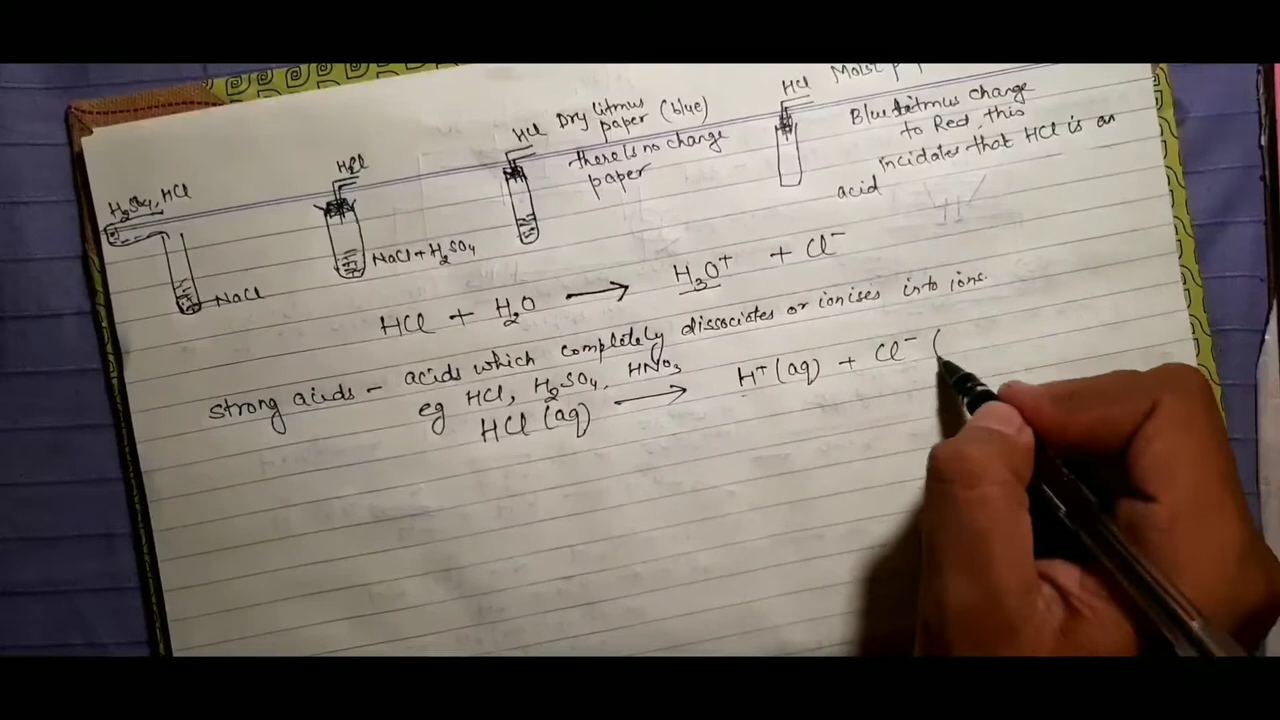 HCl Moist
HCl Dry litmus
paper (blue)
there is no change
paper
Blue litmus change
to Red, this
incidates that HCl is an
acid
HCl
H2SO4, HCl
NaCl + H2SO4
NaCl
HCl + H2O ⟶ H3O+ + Cl-
strong acids - acids which completely dissociates or ionises into ions.
eg HCl, H2SO4, HNO3
HCl (aq) ⟶ H+ (aq) + Cl- (